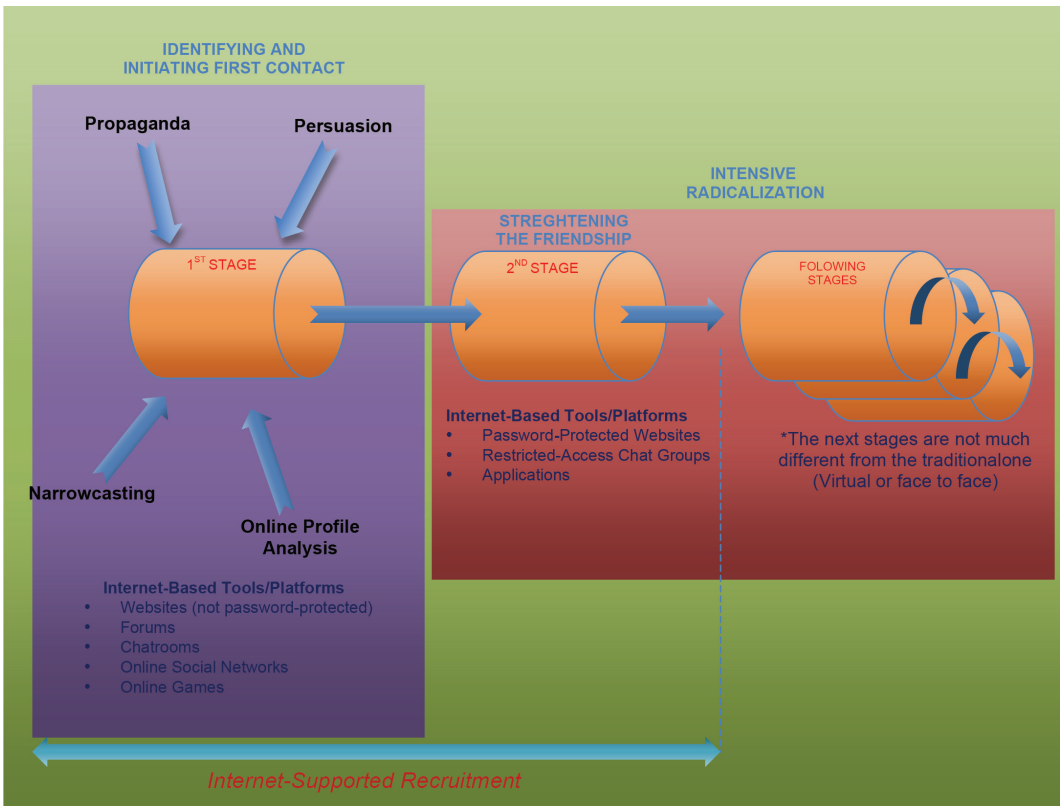 IDENTIFYING AND
INITIATING FIRST CONTACT
Propaganda
Persuasion
1ST STAGE
Narrowcasting
Online Profile
Analysis
Internet-Based Tools/Platforms
• Websites (not password-protected)
• Forums
• Chatrooms
• Online Social Networks
• Online Games
INTENSIVE
RADICALIZATION
STREGHTENING
THE FRIENDSHIP
2ND STAGE
Internet-Based Tools/Platforms
• Password-Protected Websites
• Restricted-Access Chat Groups
• Applications
FOLOWING
STAGES
*The next stages are not much
different from the traditionalone
(Virtual or face to face)
Internet-Supported Recruitment